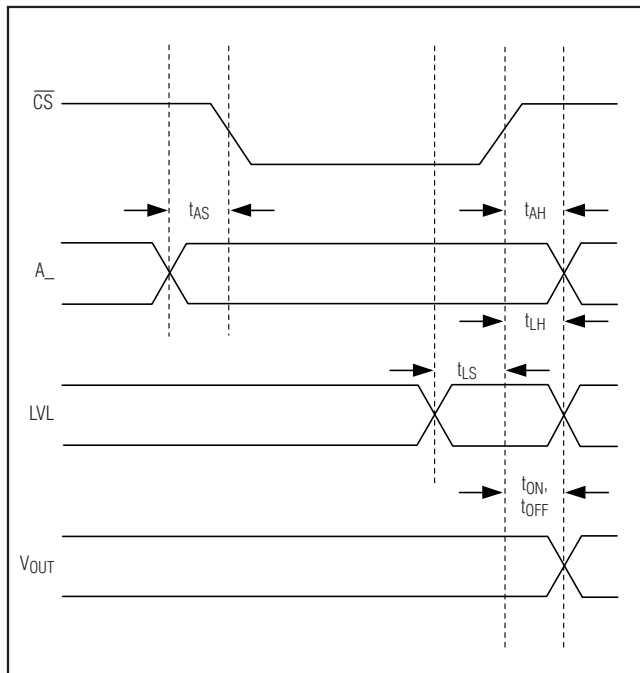 CS
tAS
tAH
A_
tLH
tLS
LVL
tON,
tOFF
VOUT